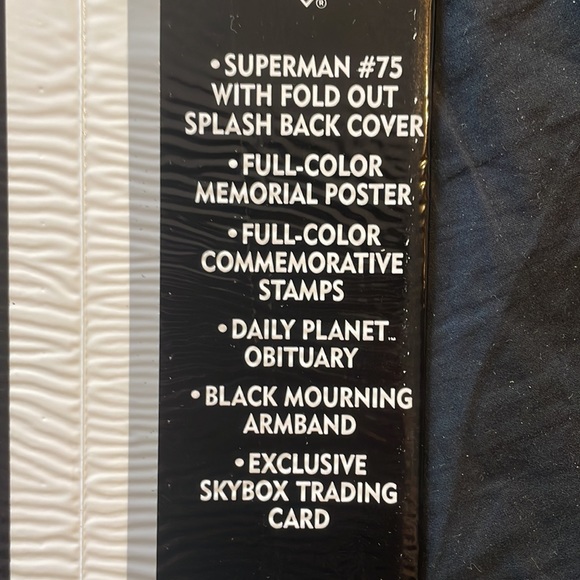 ®
• SUPERMAN #75
WITH FOLD OUT
SPLASH BACK COVER
• FULL-COLOR
MEMORIAL POSTER
• FULL-COLOR
COMMEMORATIVE
STAMPS
• DAILY PLANET™
OBITUARY
• BLACK MOURNING
ARMBAND
• EXCLUSIVE
SKYBOX TRADING
CARD